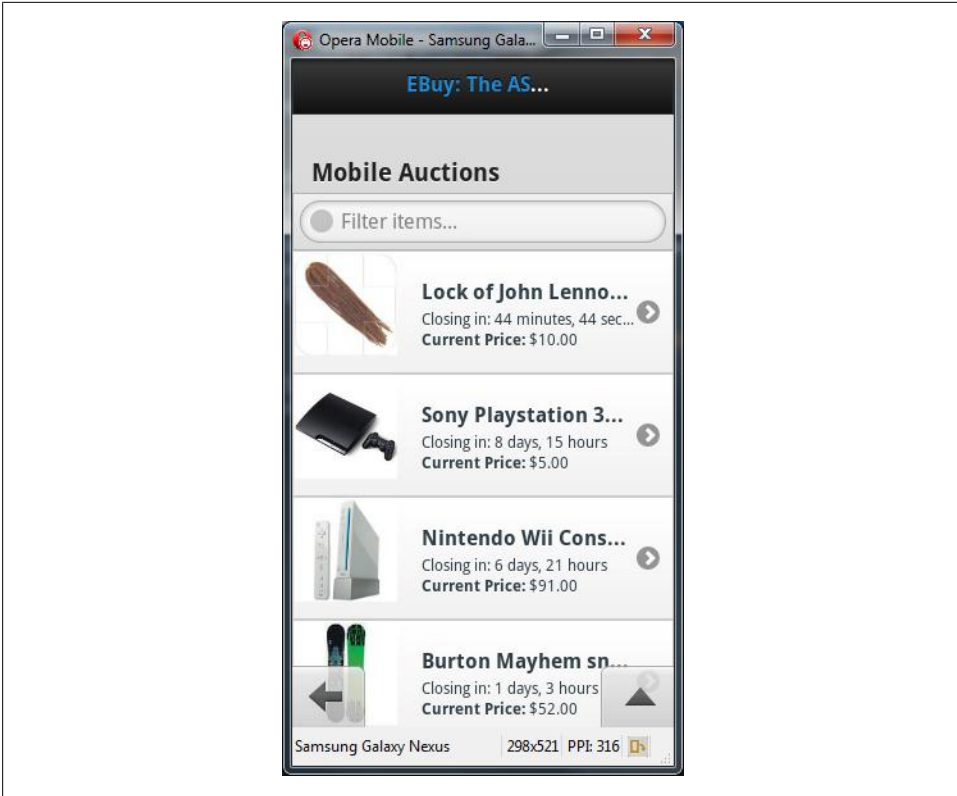 Opera Mobile - Samsung Gala...
EBuy: The AS...
Mobile Auctions
Filter items...
Lock of John Lenno...
Closing in: 44 minutes, 44 sec...
Current Price: $10.00
Sony Playstation 3...
Closing in: 8 days, 15 hours
Current Price: $5.00
Nintendo Wii Cons...
Closing in: 6 days, 21 hours
Current Price: $91.00
Burton Mayhem sn...
Closing in: 1 days, 3 hours
Current Price: $52.00
Samsung Galaxy Nexus 298x521 PPI: 316